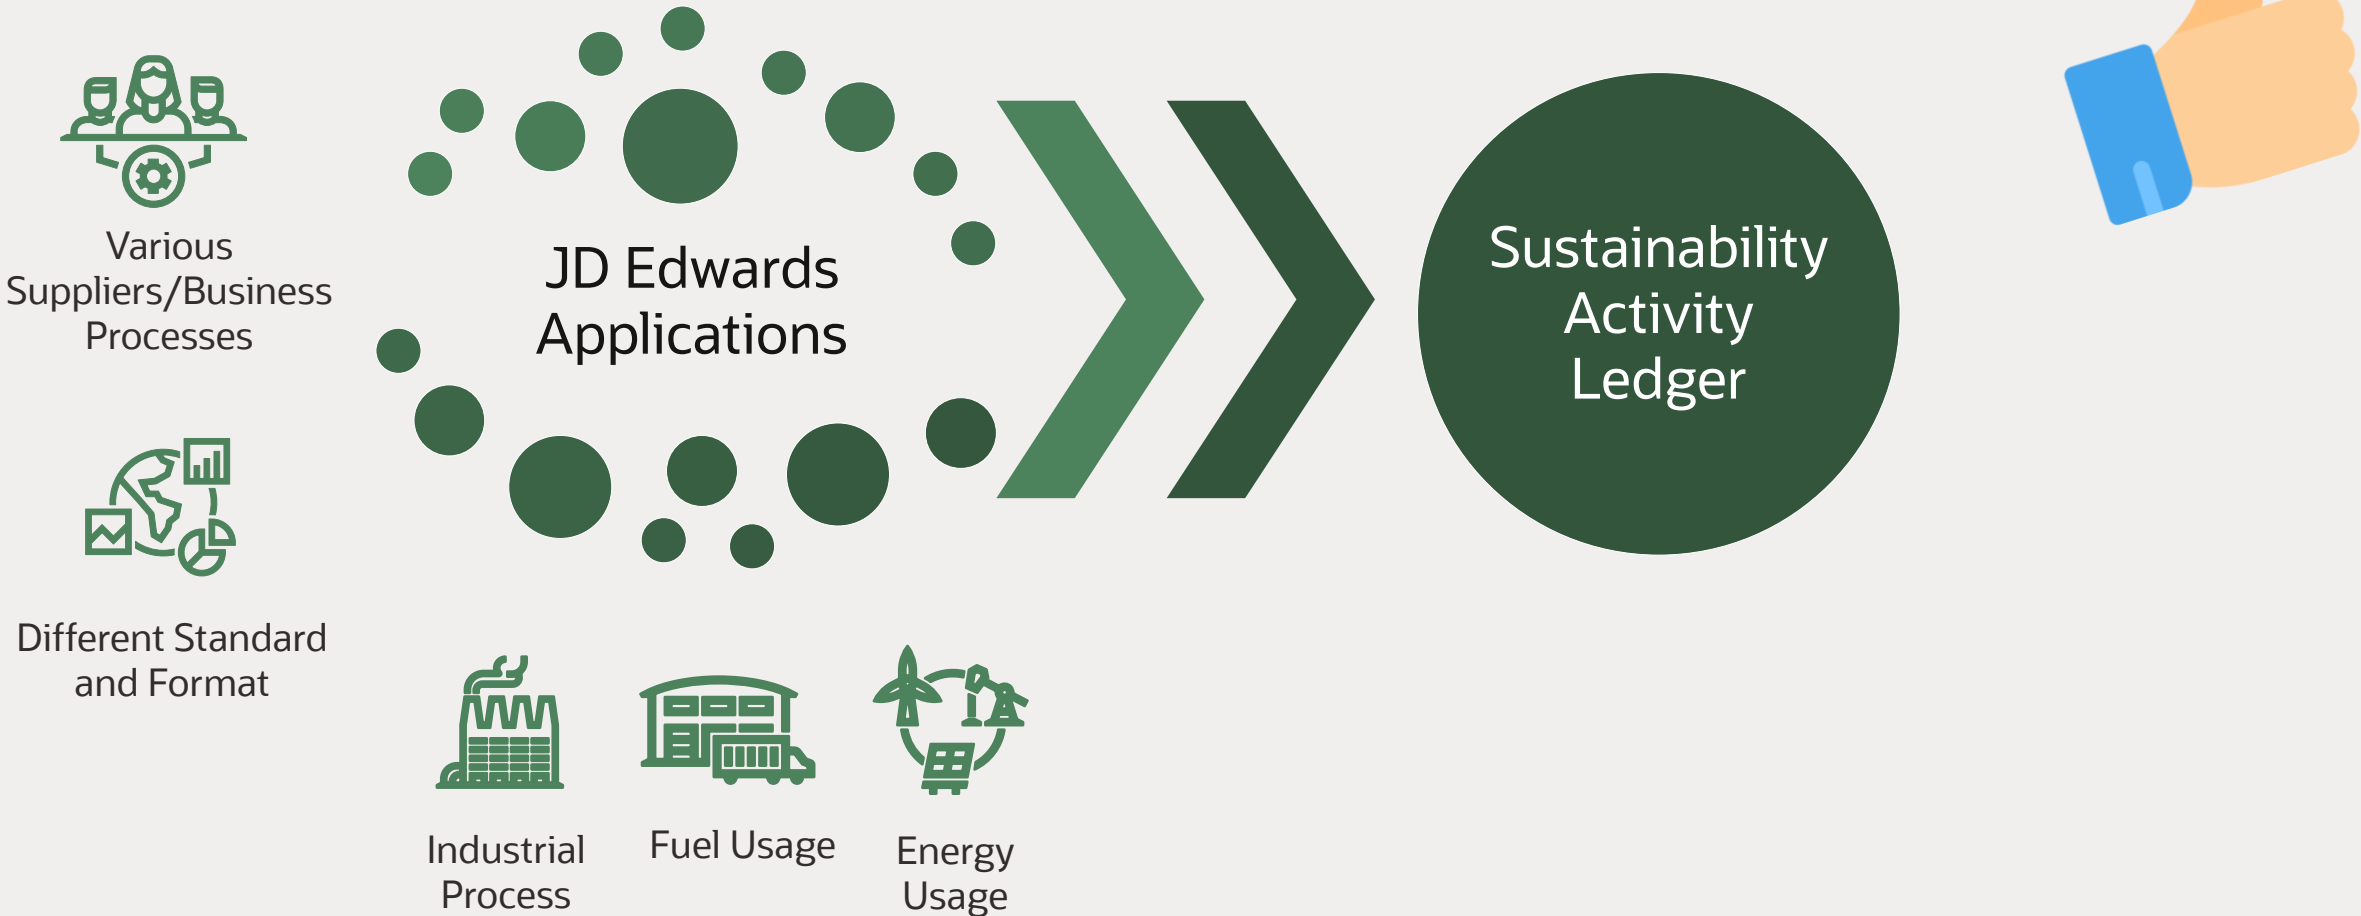 Various
Suppliers/Business
Processes
Different Standard
and Format
JD Edwards
Applications
Sustainability
Activity
Ledger
Industrial
Process
Fuel Usage
Energy
Usage